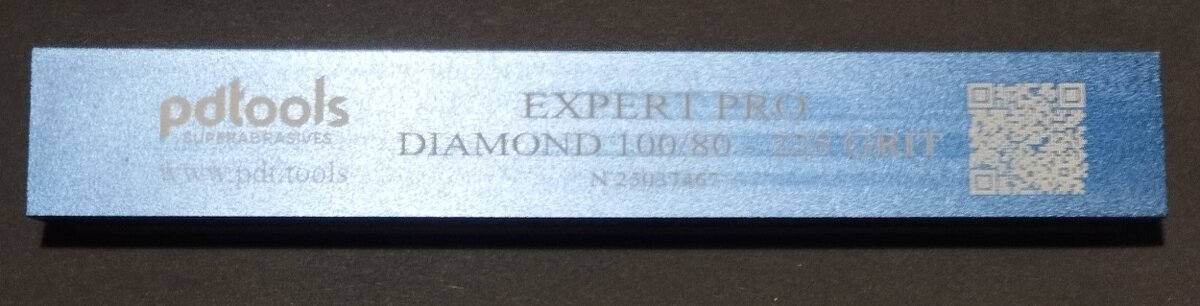 pdtools
SUPERABRASIVES
www.pdt.tools
EXPERT PRO
DIAMOND 100/80 - 225 GRIT
N 25037467